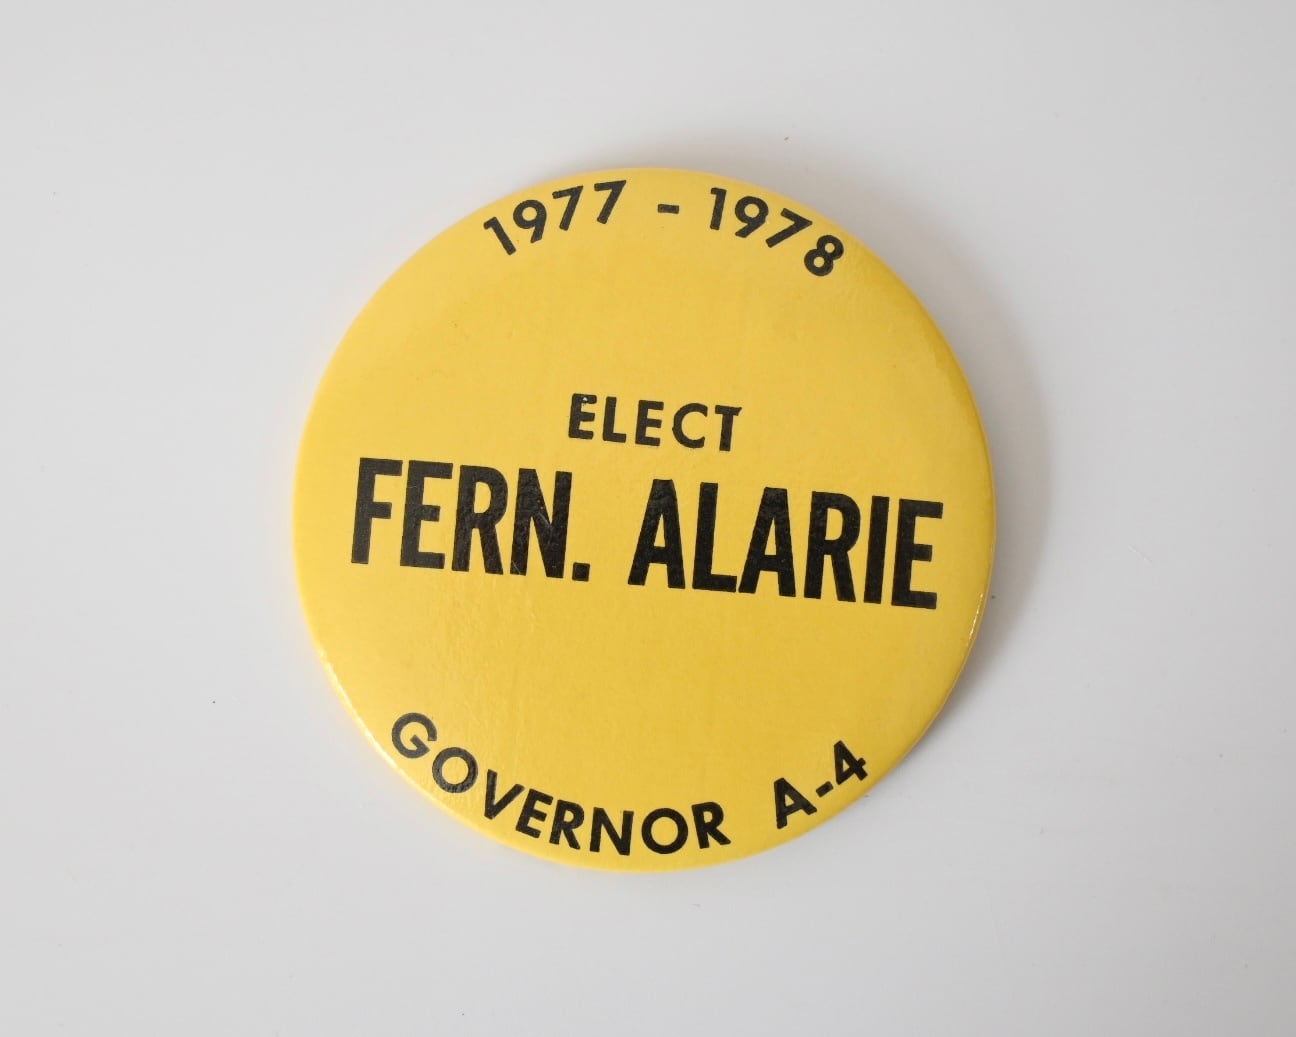 1977 - 1978
ELECT
FERN. ALARIE
GOVERNOR A-4